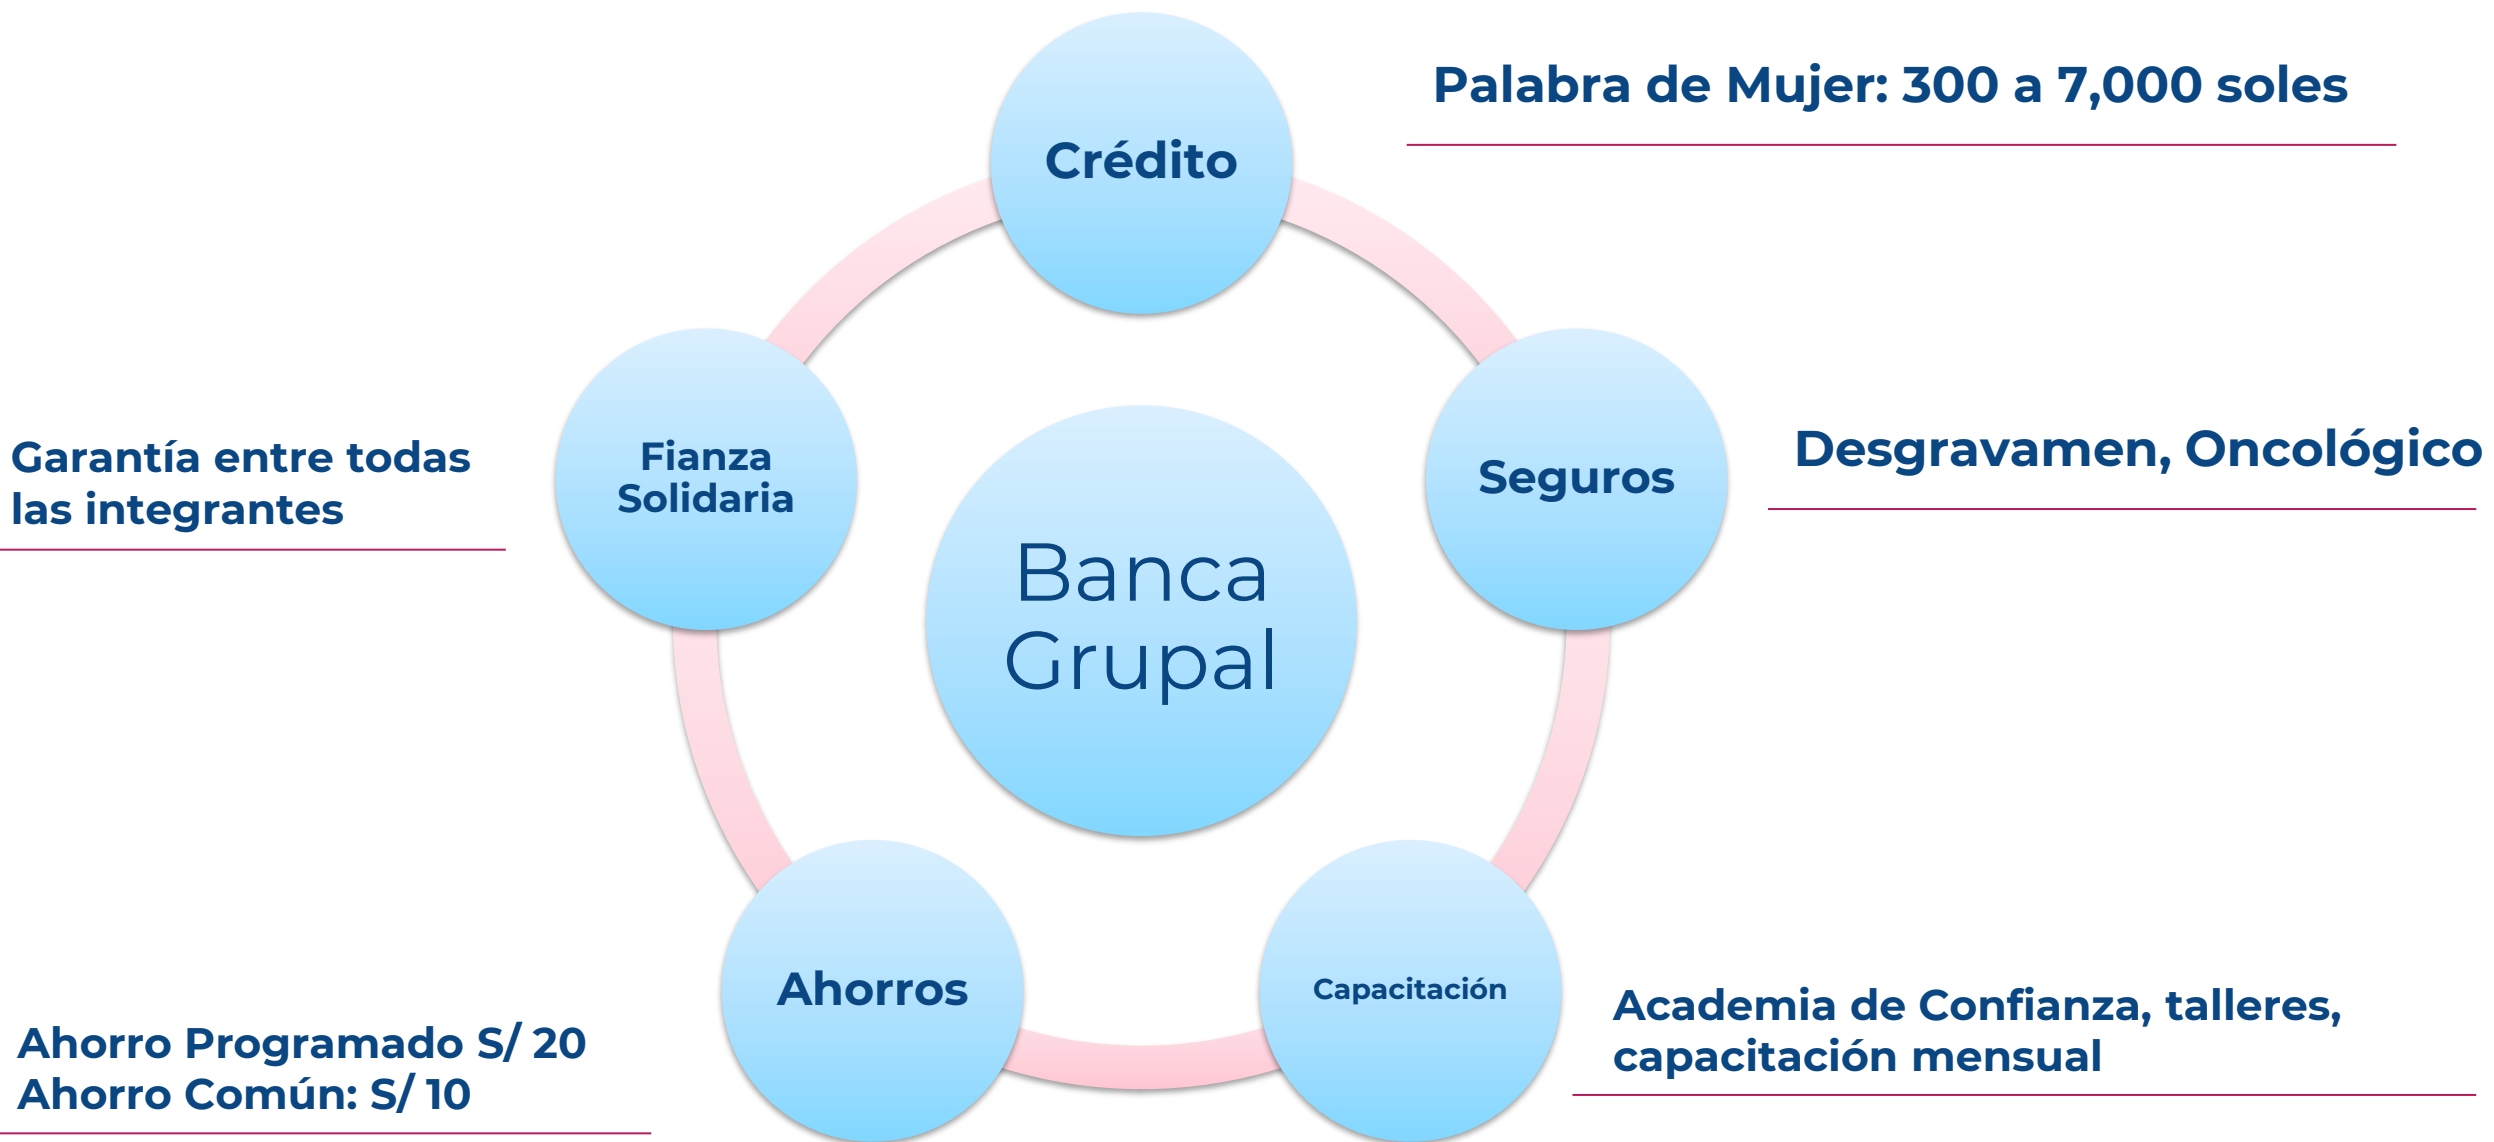 Crédito
Palabra de Mujer: 300 a 7,000 soles
Seguros
Desgravamen, Oncológico
Fianza
Solidaria
Garantía entre todas
las integrantes
Banca
Grupal
Ahorros
Ahorro Programado S/ 20
Ahorro Común: S/ 10
Capacitación
Academia de Confianza, talleres,
capacitación mensual